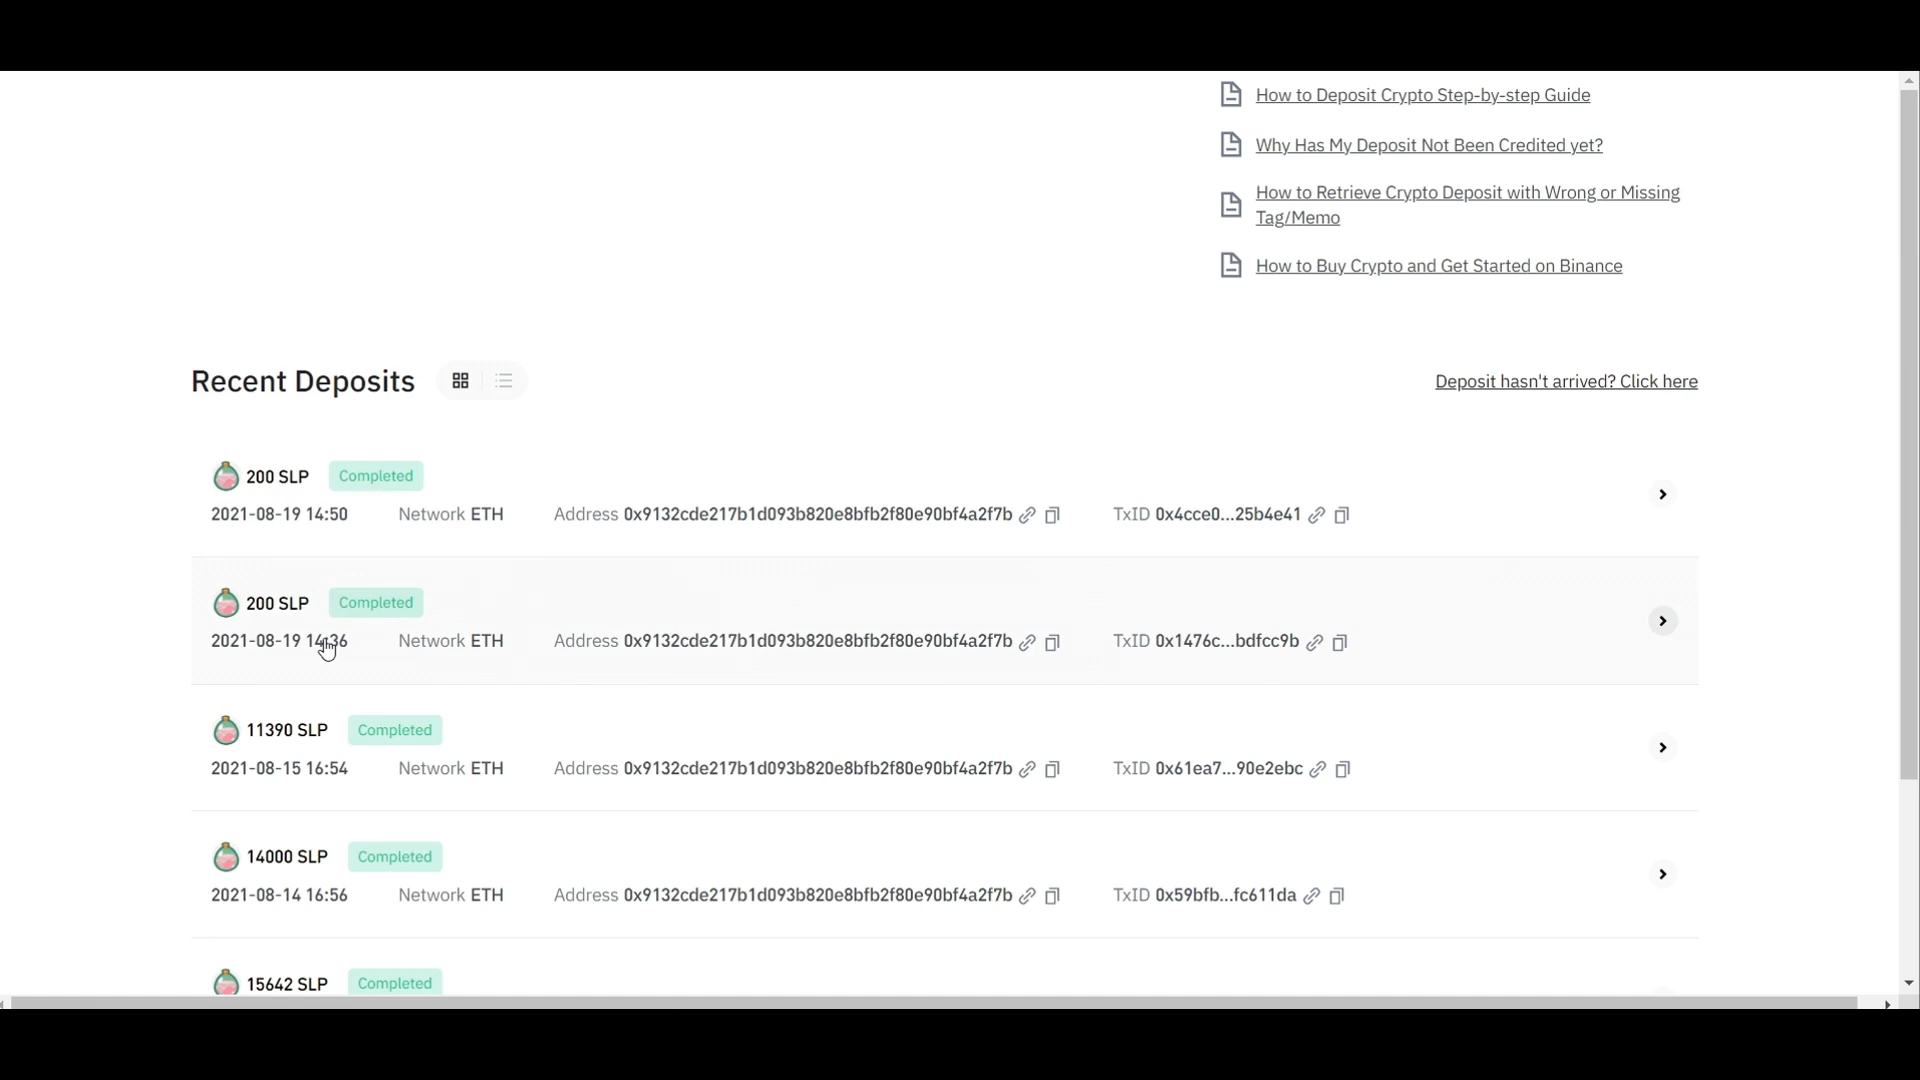 How to Deposit Crypto Step-by-step Guide
Why Has My Deposit Not Been Credited yet?
How to Retrieve Crypto Deposit with Wrong or Missing
Tag/Memo
How to Buy Crypto and Get Started on Binance
Recent Deposits
Deposit hasn't arrived? Click here
200 SLP Completed
2021-08-19 14:50 Network ETH Address 0x9132cde217b1d093b820e8bfb2f80e90bf4a2f7b TxID 0x4cce0...25b4e41
200 SLP Completed
2021-08-19 14:36 Network ETH Address 0x9132cde217b1d093b820e8bfb2f80e90bf4a2f7b TxID 0x1476c...bdfcc9b
11390 SLP Completed
2021-08-15 16:54 Network ETH Address 0x9132cde217b1d093b820e8bfb2f80e90bf4a2f7b TxID 0x61ea7...90e2ebc
14000 SLP Completed
2021-08-14 16:56 Network ETH Address 0x9132cde217b1d093b820e8bfb2f80e90bf4a2f7b TxID 0x59bfb...fc611da
15642 SLP Completed